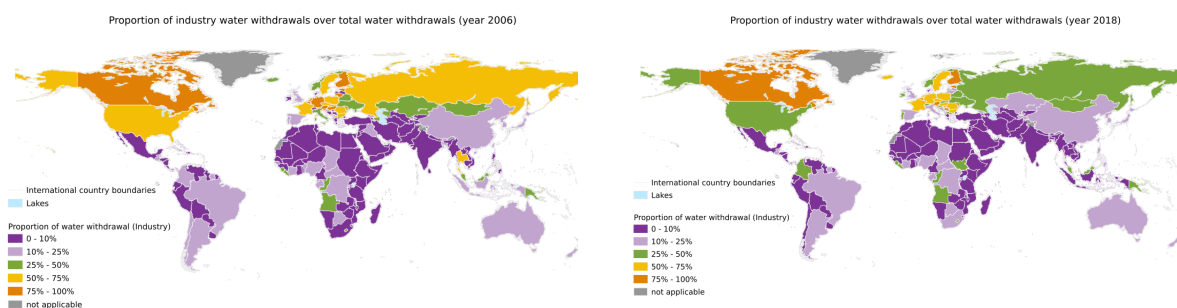 Proportion of industry water withdrawals over total water withdrawals (year 2006)
International country boundaries
Lakes
Proportion of water withdrawal (Industry)
0 - 10%
10% - 25%
25% - 50%
50% - 75%
75% - 100%
not applicable
Proportion of industry water withdrawals over total water withdrawals (year 2018)
International country boundaries
Lakes
Proportion of water withdrawal (Industry)
0 - 10%
10% - 25%
25% - 50%
50% - 75%
75% - 100%
not applicable